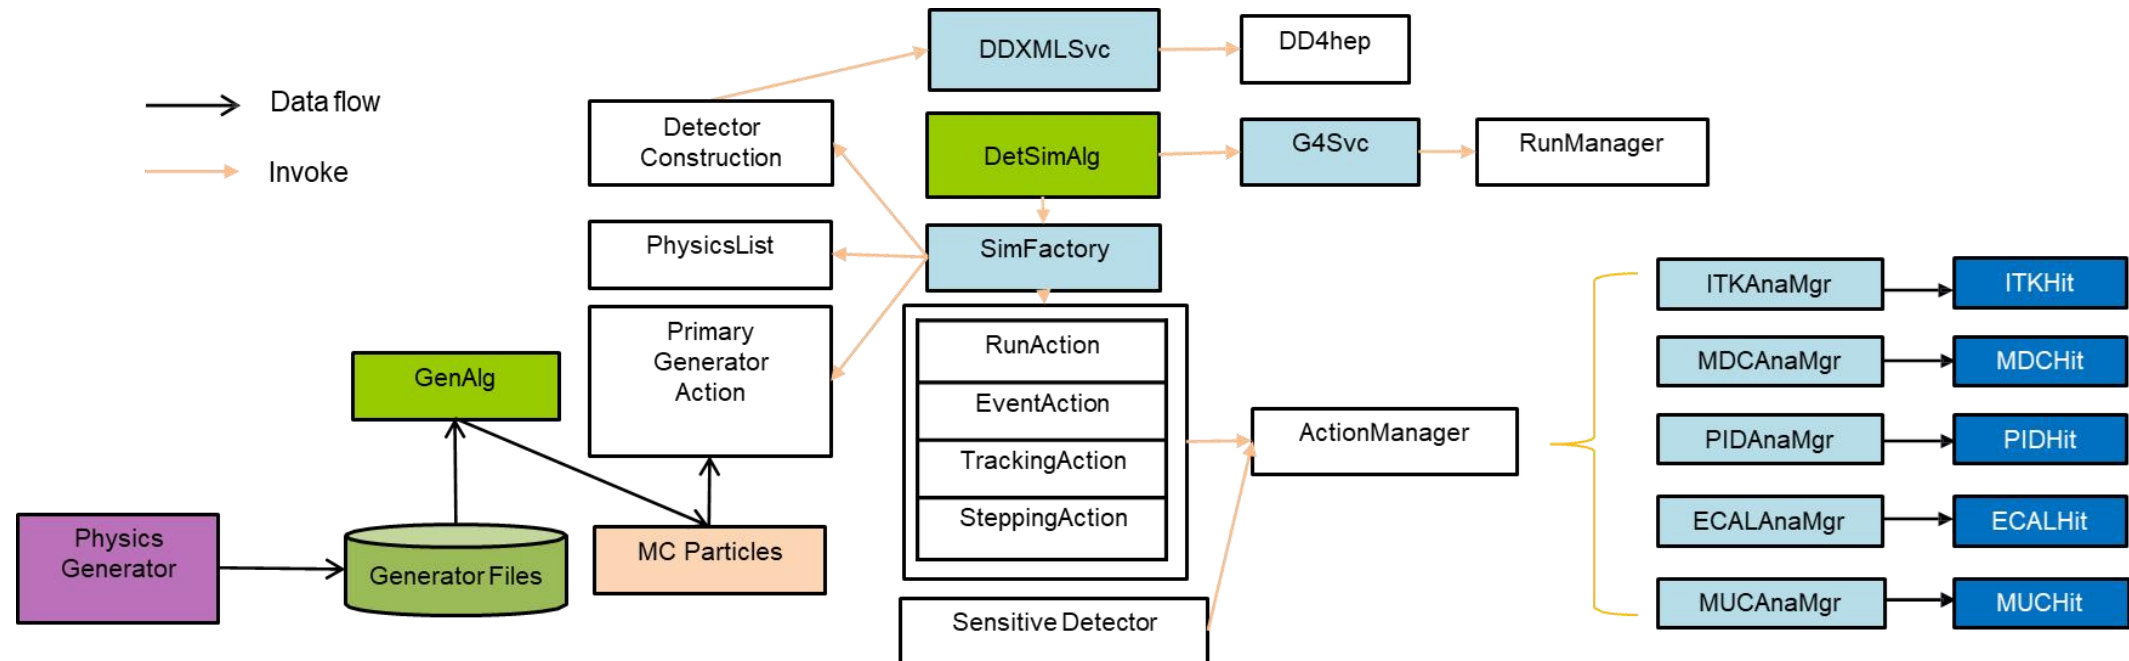 Data flow
Invoke
DDXMLSvc
DD4hep
Detector
Construction
DetSimAlg
G4Svc
RunManager
PhysicsList
SimFactory
Primary
Generator
Action
GenAlg
RunAction
EventAction
TrackingAction
SteppingAction
ActionManager
ITKAnaMgr
ITKHit
MDCAnaMgr
MDCHit
PIDAnaMgr
PIDHit
ECALAnaMgr
ECALHit
MUCAnaMgr
MUCHit
Physics
Generator
Generator Files
MC Particles
Sensitive Detector